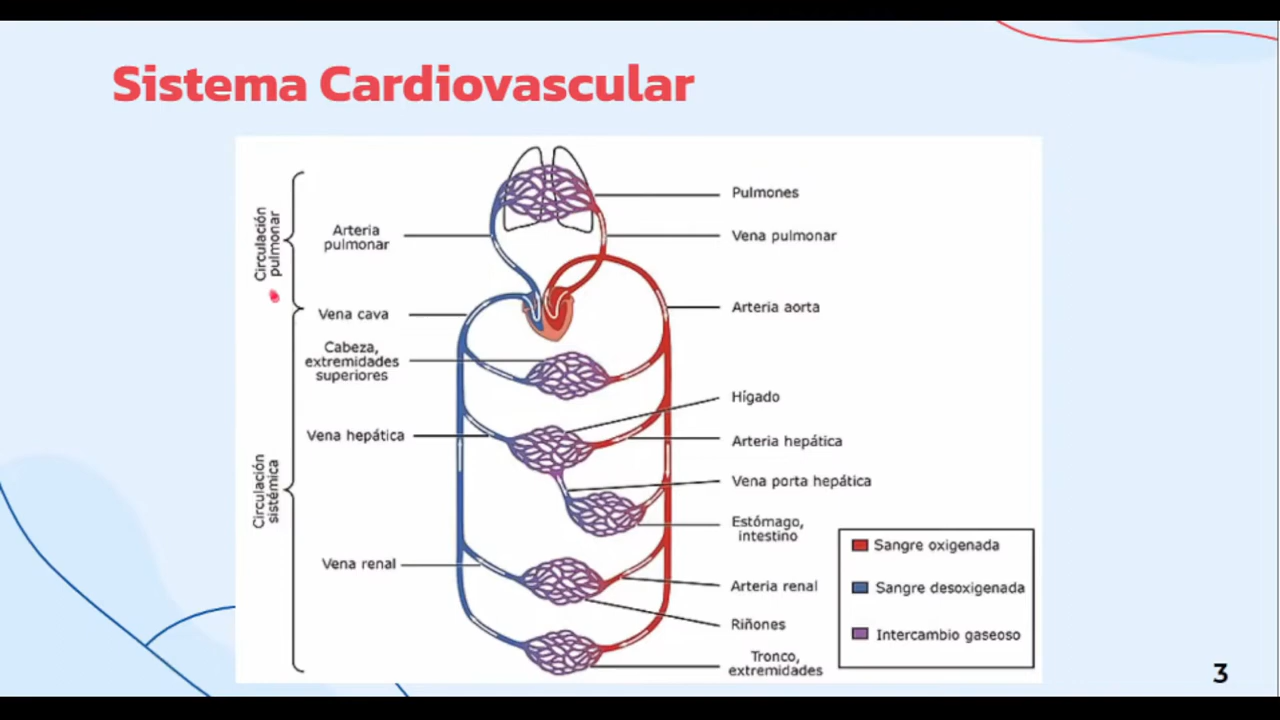 Sistema Cardiovascular
Circulación
pulmonar
Pulmones
Arteria
pulmonar
Vena pulmonar
Vena cava
Arteria aorta
Cabeza,
extremidades
superiores
Hígado
Vena hepática
Arteria hepática
Circulación
sistémica
Vena porta hepática
Estómago,
intestino
Vena renal
Arteria renal
Riñones
Tronco,
extremidades
Sangre oxigenada
Sangre desoxigenada
Intercambio gaseoso
3